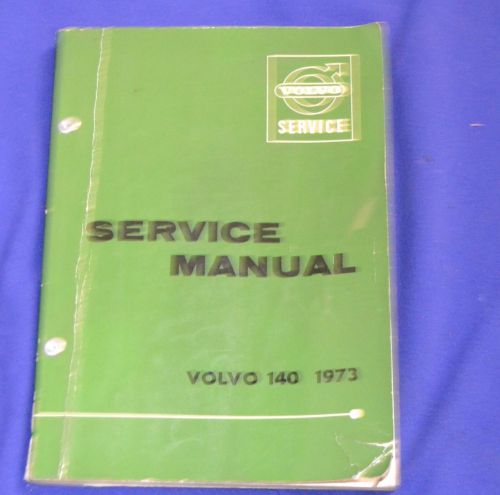 VOLVO
SERVICE
SERVICE
MANUAL
VOLVO 140 1973